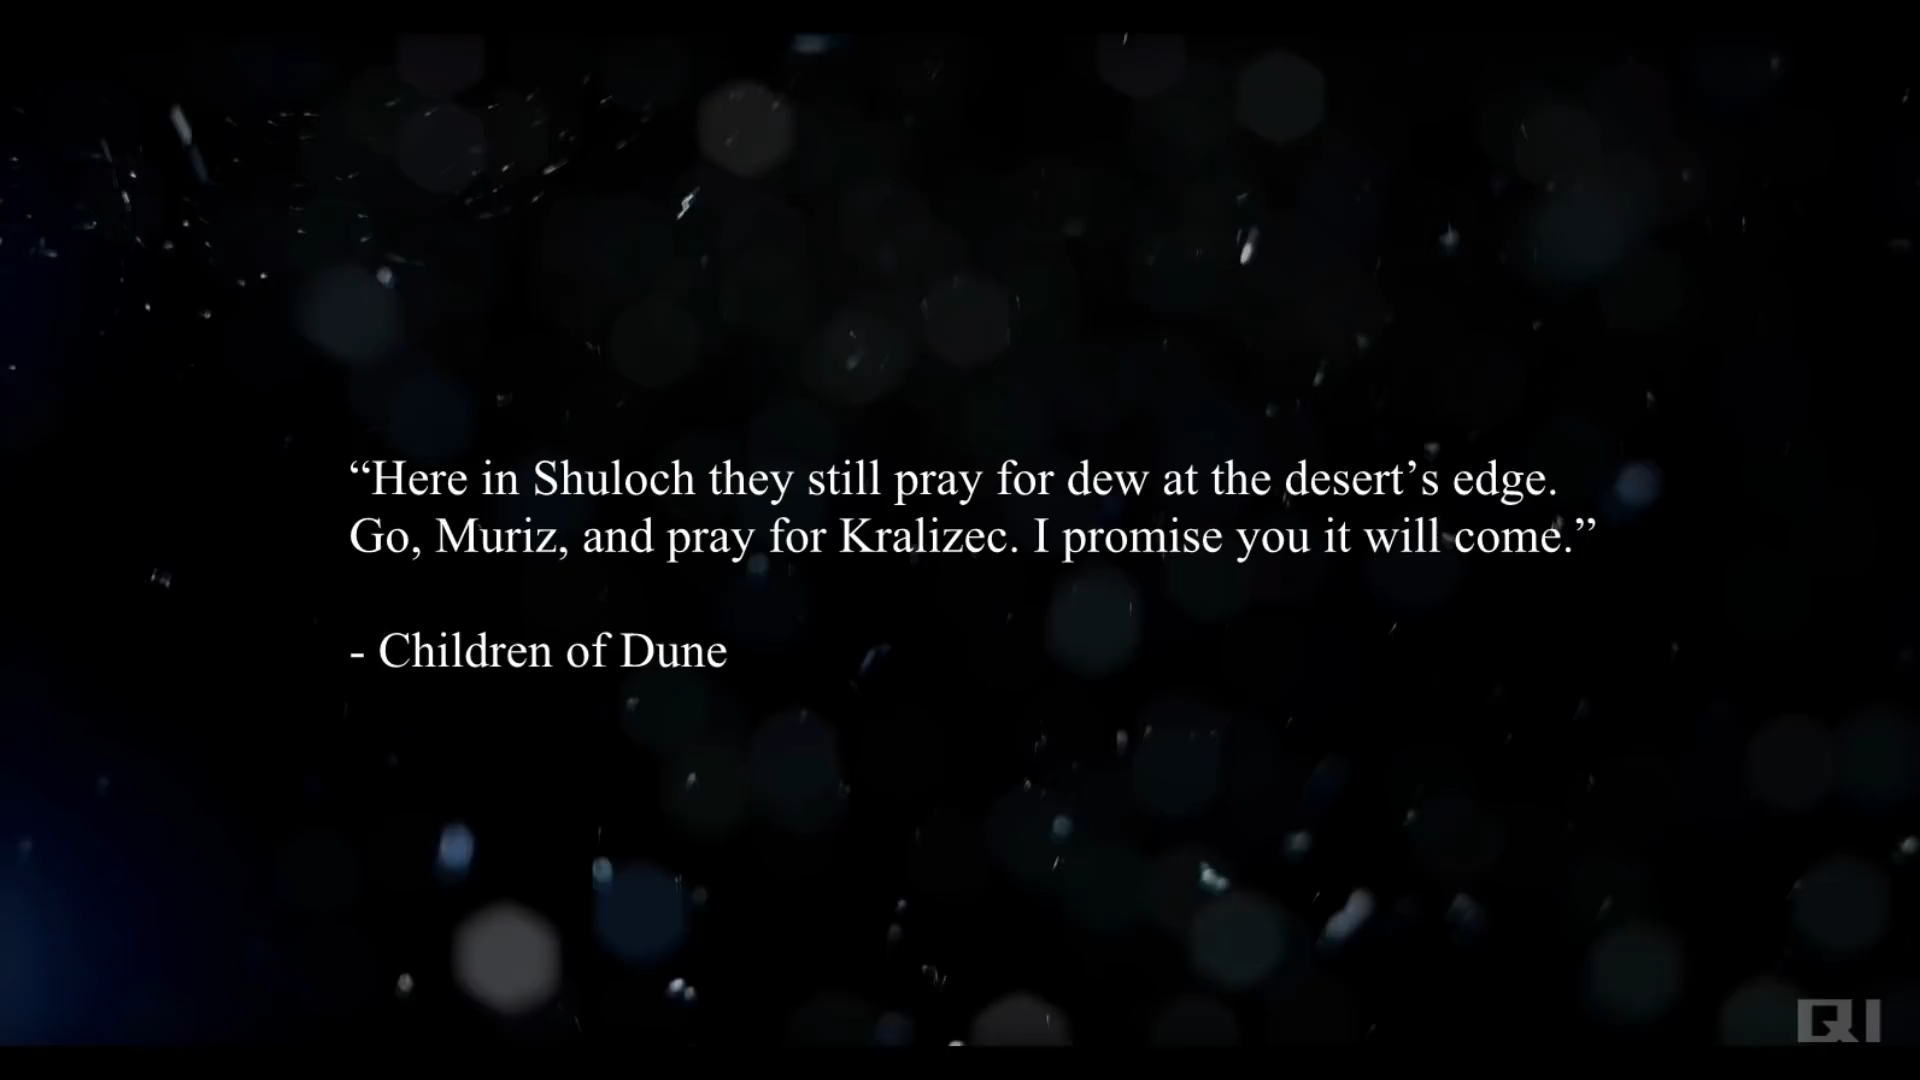 “Here in Shuloch they still pray for dew at the desert’s edge.
Go, Muriz, and pray for Kralizec. I promise you it will come.”
- Children of Dune
QI